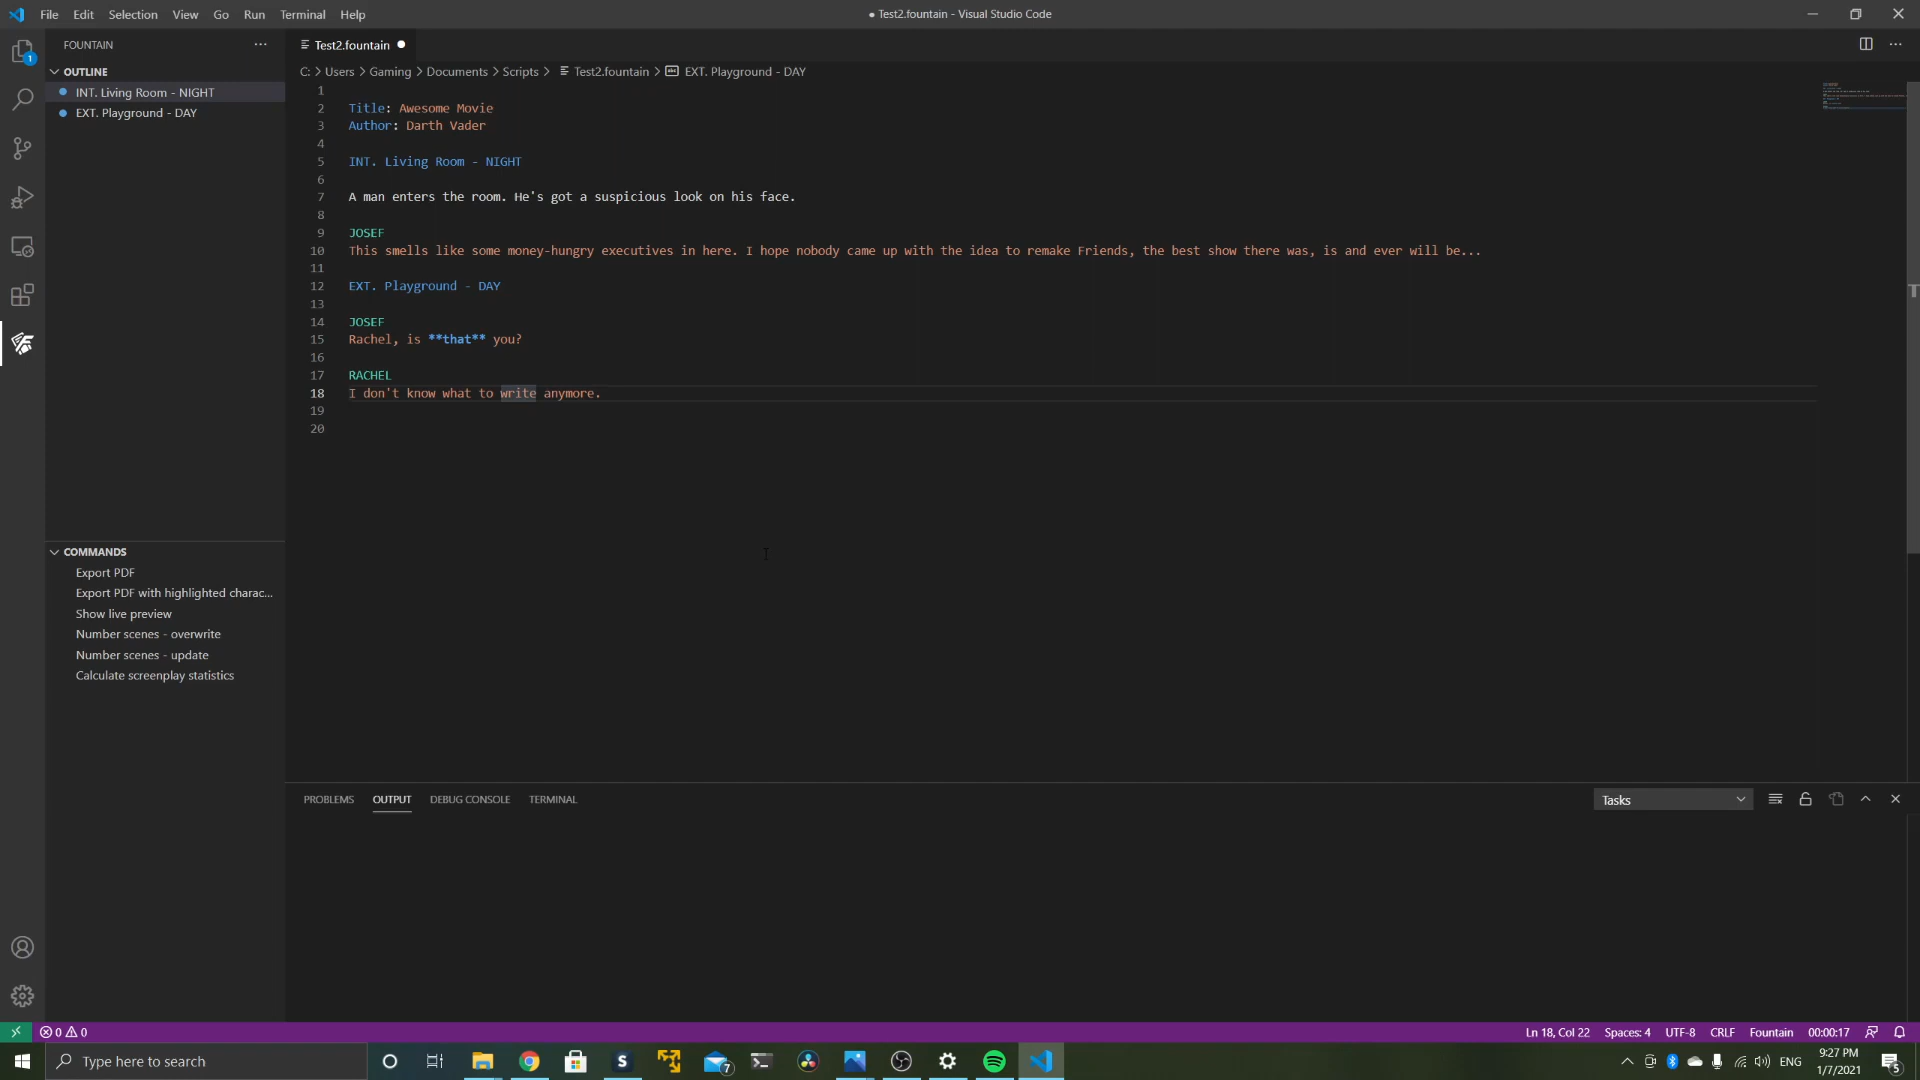 File Edit Selection View Go Run Terminal Help
● Test2.fountain - Visual Studio Code
FOUNTAIN
Test2.fountain
OUTLINE
INT. Living Room - NIGHT
EXT. Playground - DAY
C: > Users > Gaming > Documents > Scripts > Test2.fountain > EXT. Playground - DAY
1
2 Title: Awesome Movie
3 Author: Darth Vader
4
5 INT. Living Room - NIGHT
6
7 A man enters the room. He's got a suspicious look on his face.
8
9 JOSEF
10 This smells like some money-hungry executives in here. I hope nobody came up with the idea to remake Friends, the best show there was, is and ever will be...
11
12 EXT. Playground - DAY
13
14 JOSEF
15 Rachel, is **that** you?
16
17 RACHEL
18 I don't know what to write anymore.
19
20
COMMANDS
Export PDF
Export PDF with highlighted charac...
Show live preview
Number scenes - overwrite
Number scenes - update
Calculate screenplay statistics
PROBLEMS OUTPUT DEBUG CONSOLE TERMINAL
Tasks
0 0
Ln 18, Col 22 Spaces: 4 UTF-8 CRLF Fountain 00:00:17
Type here to search
7
ENG
9:27 PM
1/7/2021
5
1
S